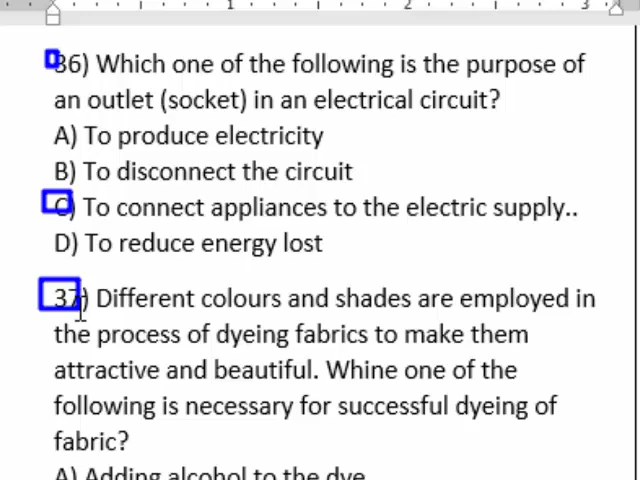 1 2 3
36) Which one of the following is the purpose of
an outlet (socket) in an electrical circuit?
A) To produce electricity
B) To disconnect the circuit
C) To connect appliances to the electric supply..
D) To reduce energy lost
37) Different colours and shades are employed in
the process of dyeing fabrics to make them
attractive and beautiful. Whine one of the
following is necessary for successful dyeing of
fabric?
A) Adding alcohol to the dye